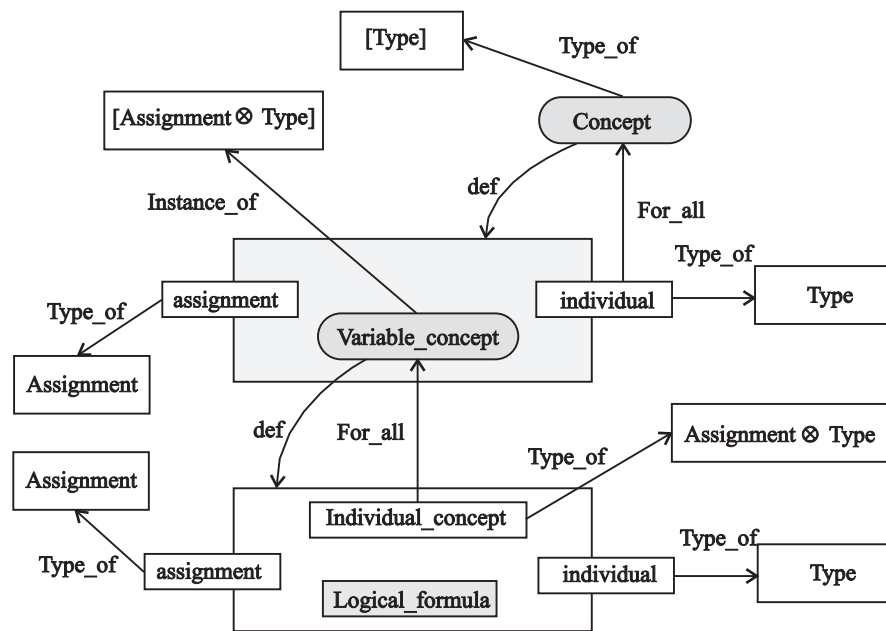 [Type]
Type_of
[Assignment ⊗ Type]
Concept
Instance_of
def
For_all
Type_of
assignment
individual
Type
Type_of
Variable_concept
Assignment
def
For_all
Assignment ⊗ Type
Type_of
Assignment
Individual_concept
Type_of
Type_of
assignment
individual
Type
Logical_formula